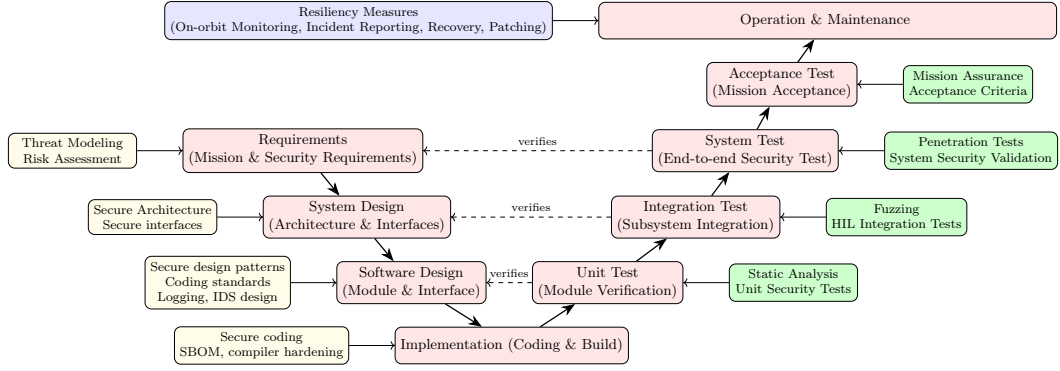 Resiliency Measures
(On-orbit Monitoring, Incident Reporting, Recovery, Patching)
Operation & Maintenance
Acceptance Test
(Mission Acceptance)
Mission Assurance
Acceptance Criteria
Threat Modeling
Risk Assessment
Requirements
(Mission & Security Requirements)
verifies
System Test
(End-to-end Security Test)
Penetration Tests
System Security Validation
Secure Architecture
Secure interfaces
System Design
(Architecture & Interfaces)
verifies
Integration Test
(Subsystem Integration)
Fuzzing
HIL Integration Tests
Secure design patterns
Coding standards
Logging, IDS design
Software Design
(Module & Interface)
verifies
Unit Test
(Module Verification)
Static Analysis
Unit Security Tests
Secure coding
SBOM, compiler hardening
Implementation (Coding & Build)